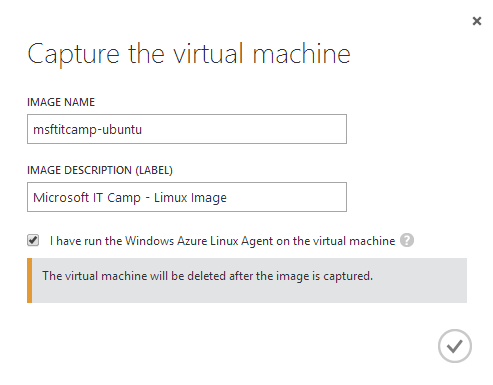 Capture the virtual machine
IMAGE NAME
msftitcamp-ubuntu
IMAGE DESCRIPTION (LABEL)
Microsoft IT Camp - Limux Image
I have run the Windows Azure Linux Agent on the virtual machine ?
The virtual machine will be deleted after the image is captured.